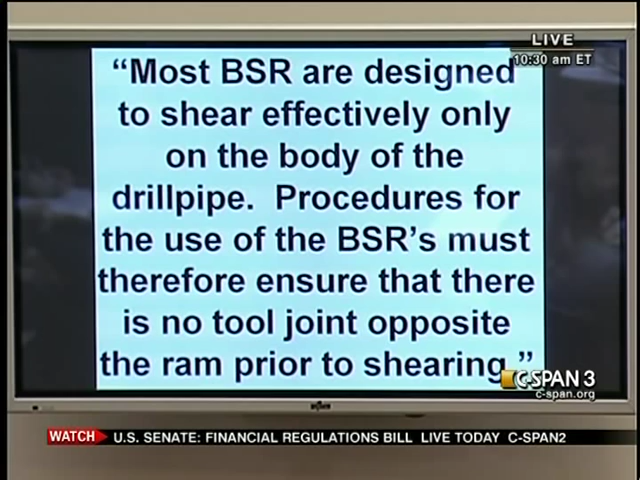 LIVE
10:30 am ET
“Most BSR are designed
to shear effectively only
on the body of the
drillpipe. Procedures for
the use of the BSR’s must
therefore ensure that there
is no tool joint opposite
the ram prior to shearing.”
C-SPAN 3
c-span.org
WATCH U.S. SENATE: FINANCIAL REGULATIONS BILL LIVE TODAY C-SPAN2